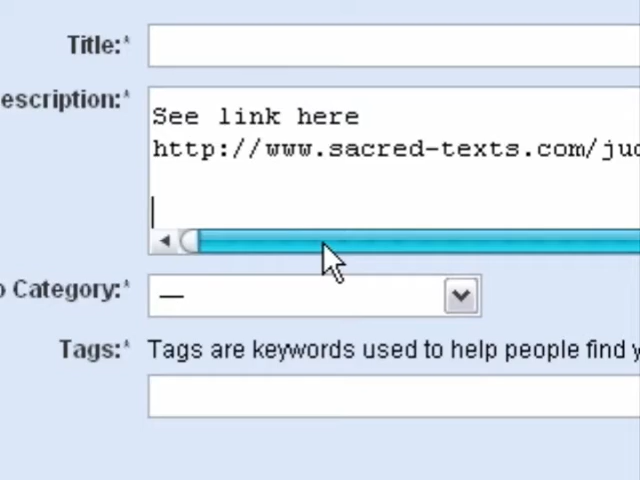 Title:*
escription:*
See link here
http://www.sacred-texts.com/jud
o Category:*
—
Tags:*
Tags are keywords used to help people find y